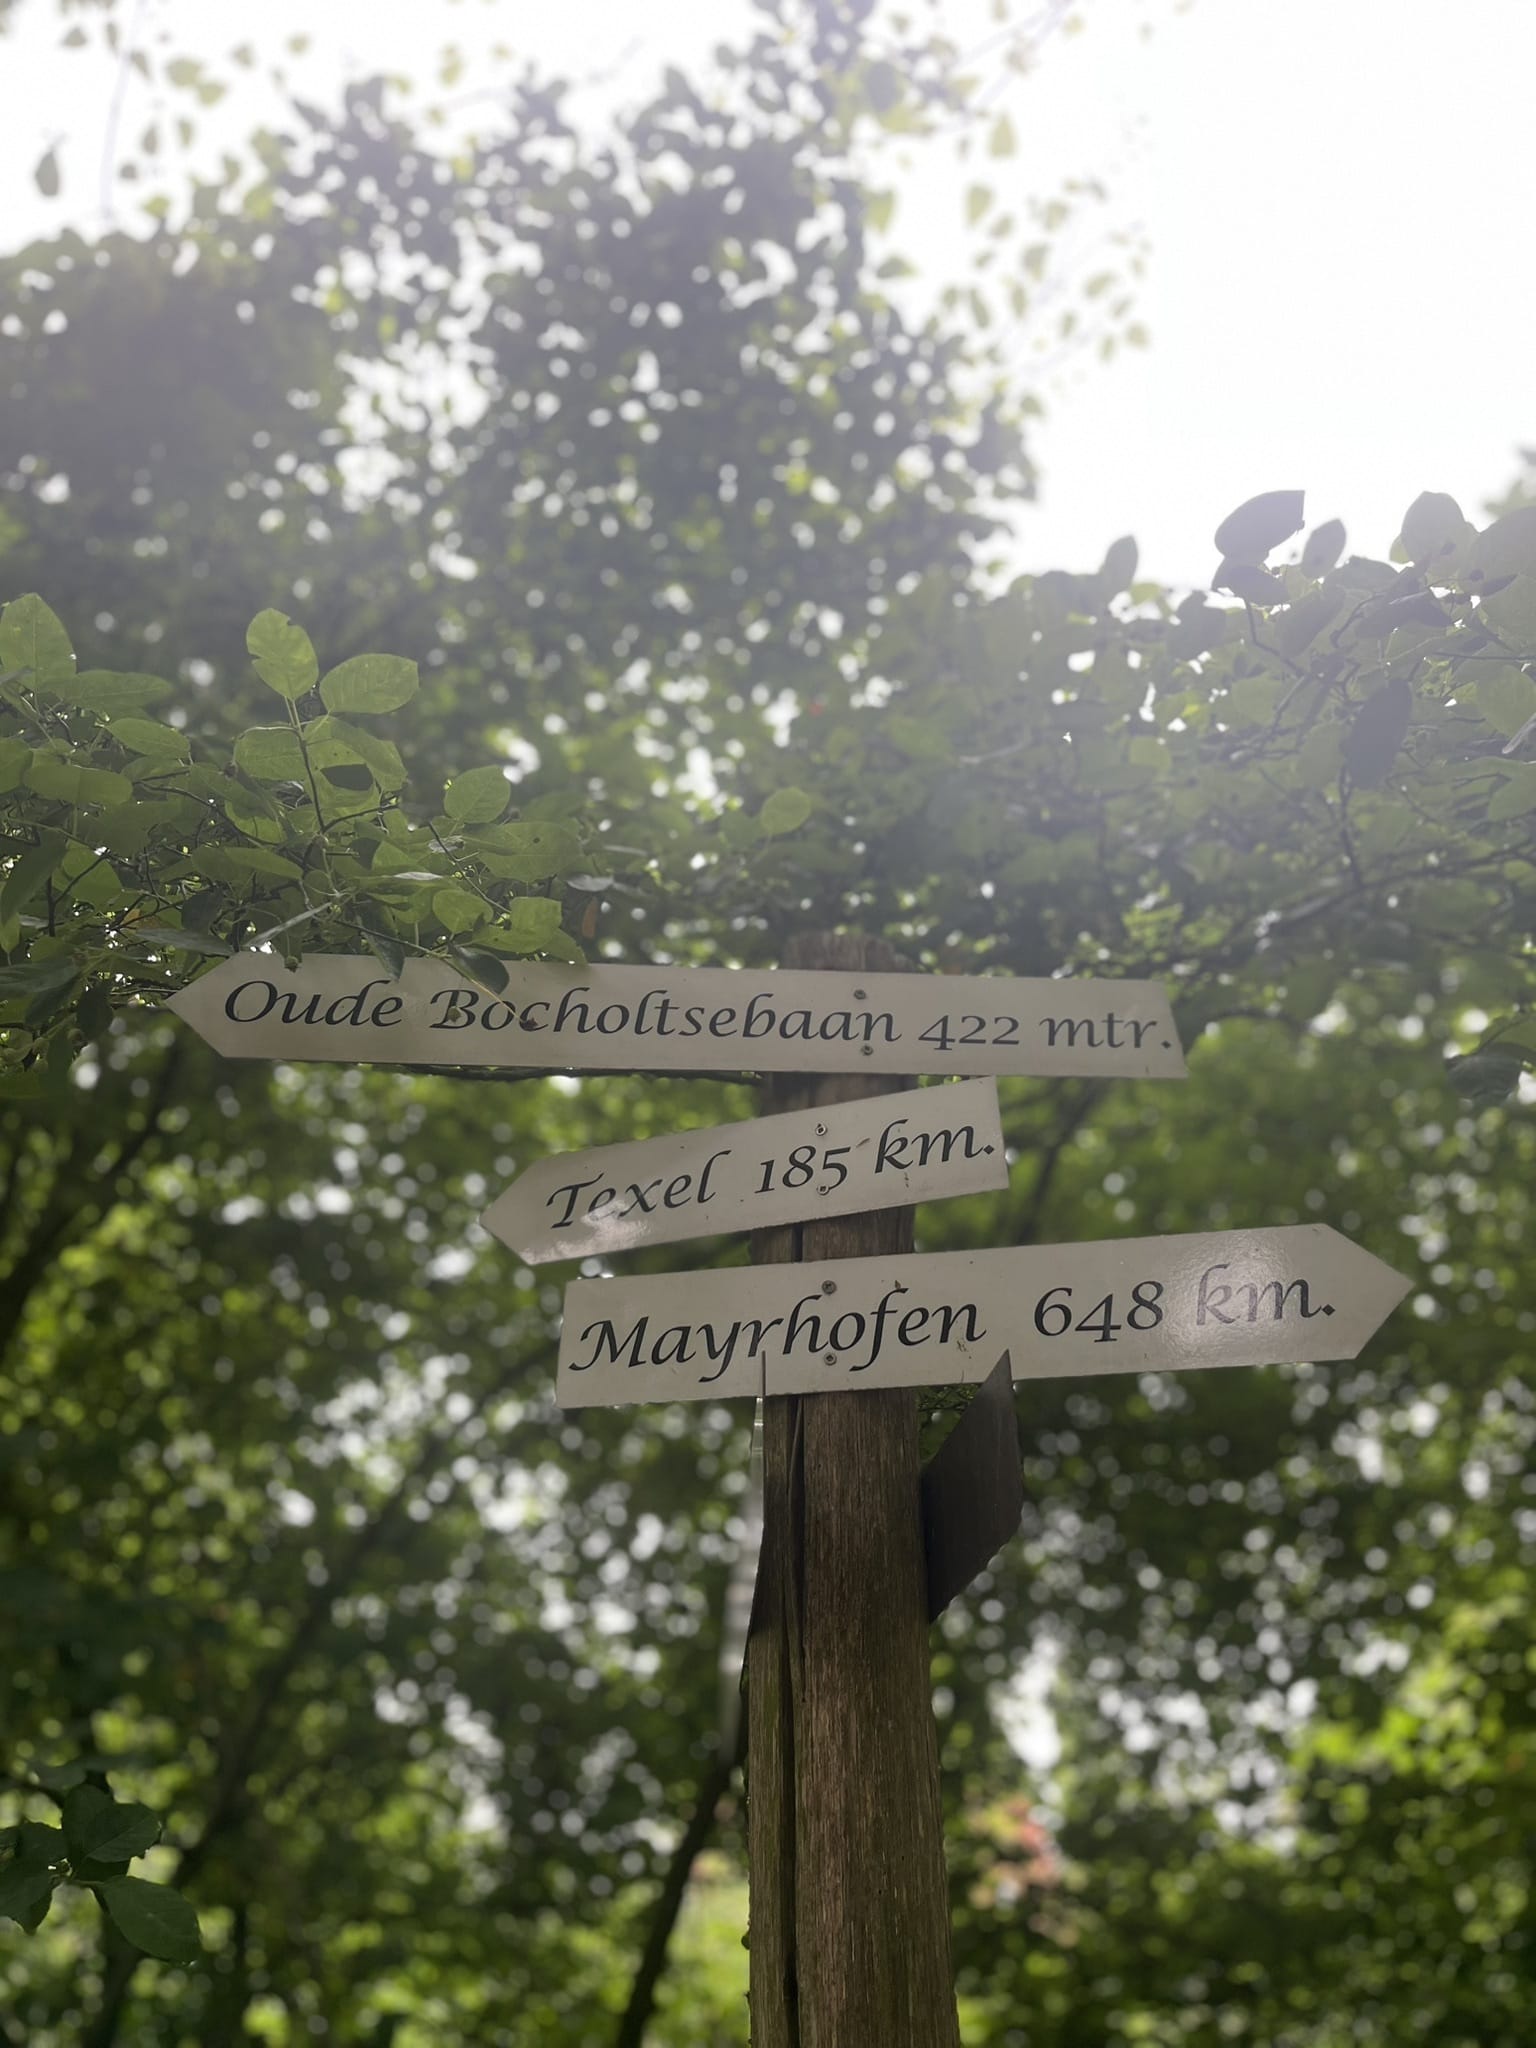 Oude Bocholtsebaan 422 mtr.
Texel 185 km.
Mayrhofen 648 km.